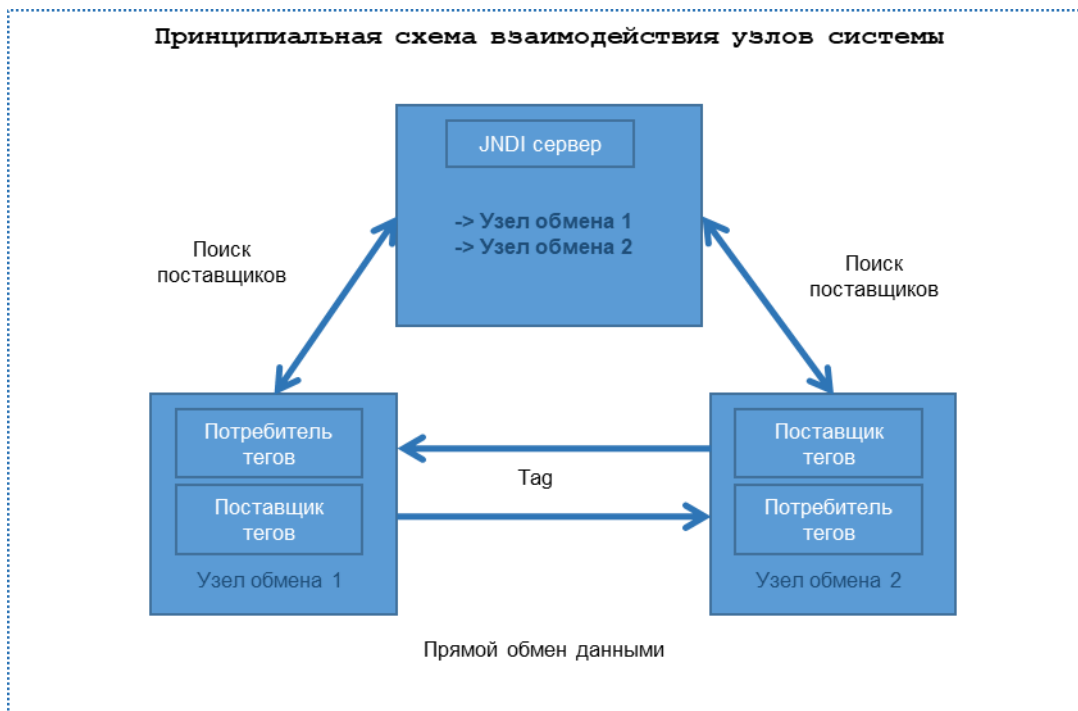 Принципиальная схема взаимодействия узлов системы
JNDI сервер
-> Узел обмена 1
-> Узел обмена 2
Поиск
поставщиков
Поиск
поставщиков
Потребитель
тегов
Поставщик
тегов
Узел обмена 1
Tag
Поставщик
тегов
Потребитель
тегов
Узел обмена 2
Прямой обмен данными